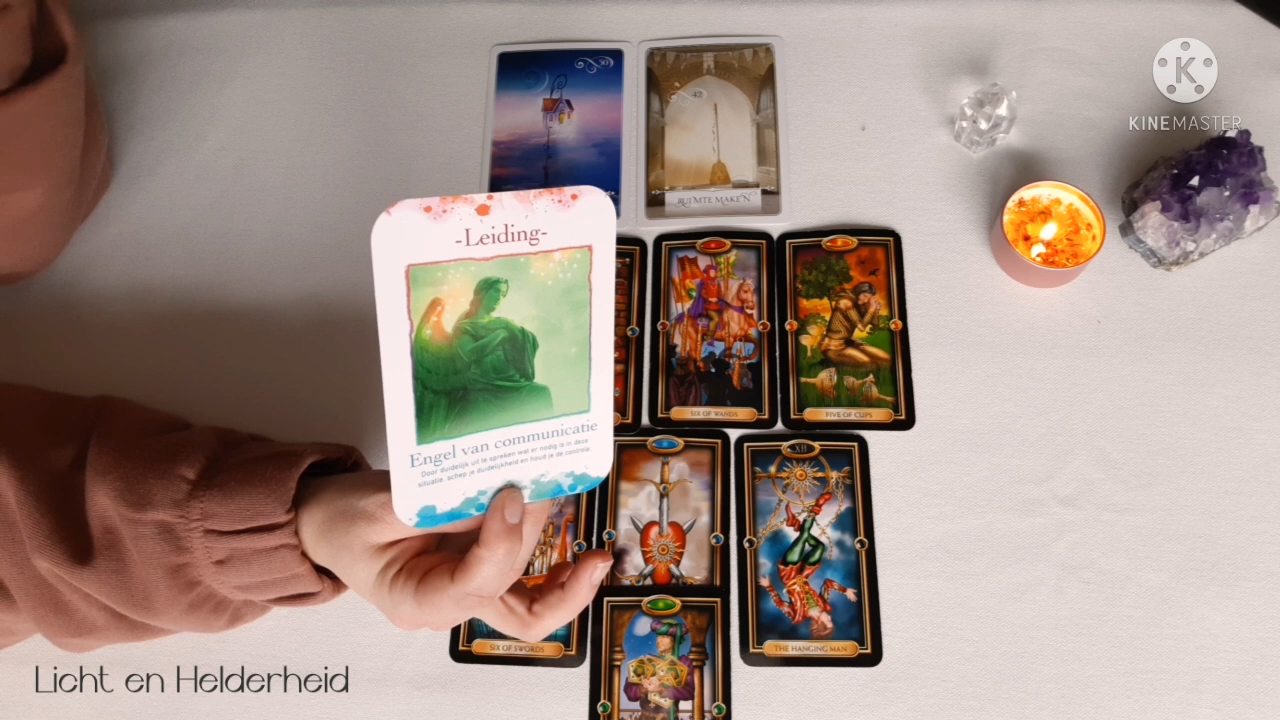 30
42
RUIMTE MAKEN
KINEMASTER
-Leiding-
Engel van communicatie
Door duidelijk uit te spreken wat er nodig is in deze
situatie, schep je duidelijkheid en houd je de controle.
SIX OF WANDS
FIVE OF CUPS
XII
SIX OF SWORDS
THE HANGING MAN
Licht en Helderheid